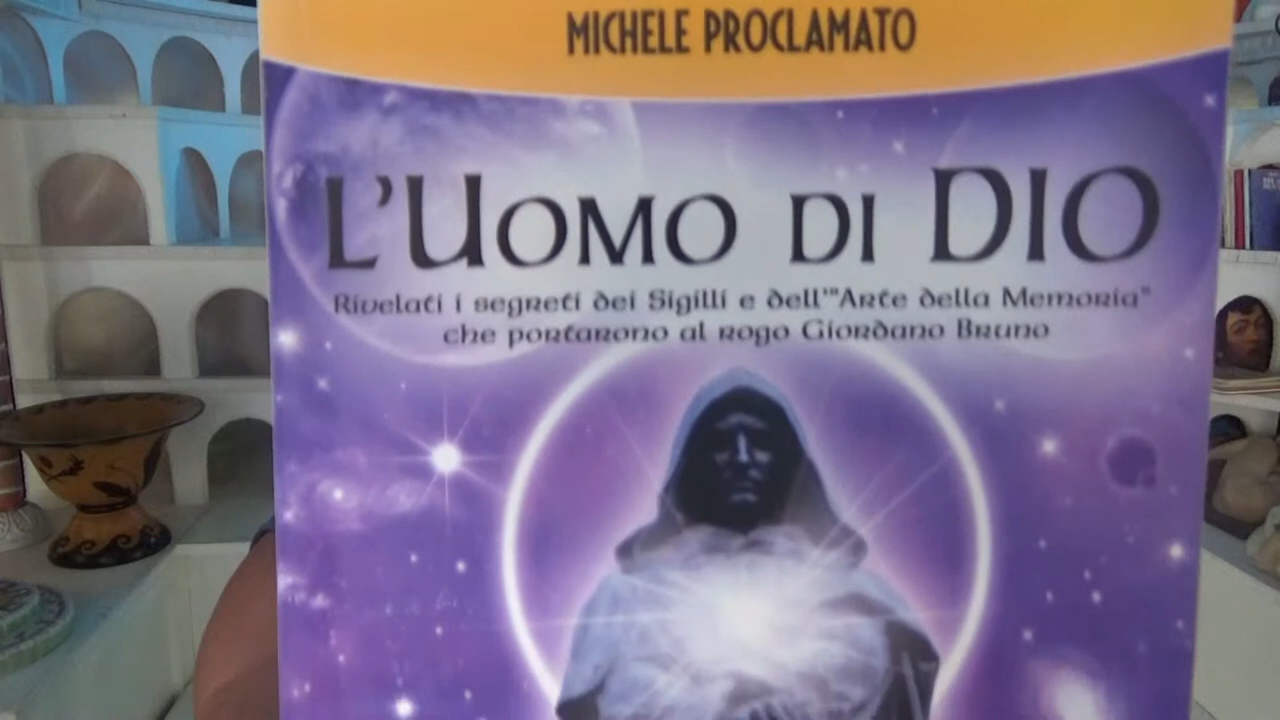 MICHELE PROCLAMATO
L'UOMO DI DIO
Rivelati i segreti dei Sigilli e dell'"Arte della Memoria"
che portarono al rogo Giordano Bruno